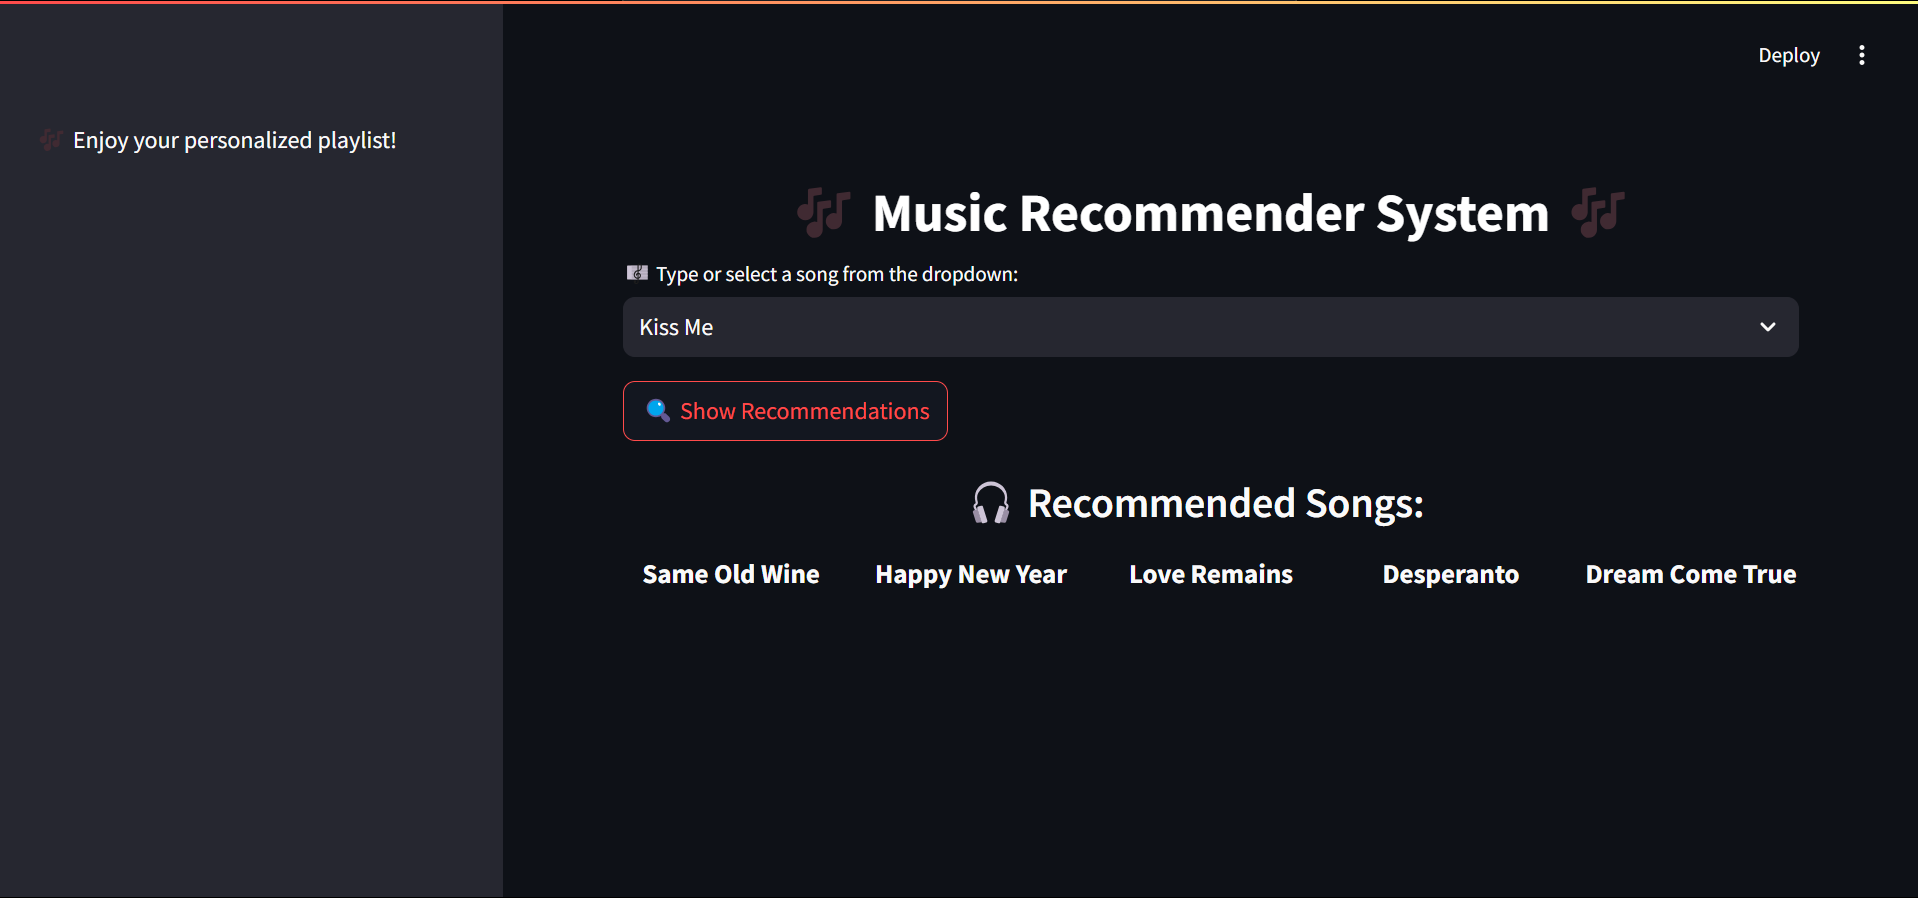 Deploy
🎶 Enjoy your personalized playlist!
🎶 Music Recommender System 🎶
🎼 Type or select a song from the dropdown:
Kiss Me
🔍 Show Recommendations
🎧 Recommended Songs:
Same Old Wine Happy New Year Love Remains Desperanto Dream Come True